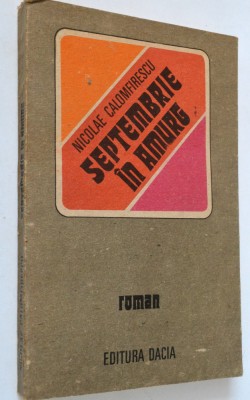 NICOLAE CALOMFIRESCU
SEPTEMBRIE
ÎN AMURG
roman
EDITURA DACIA